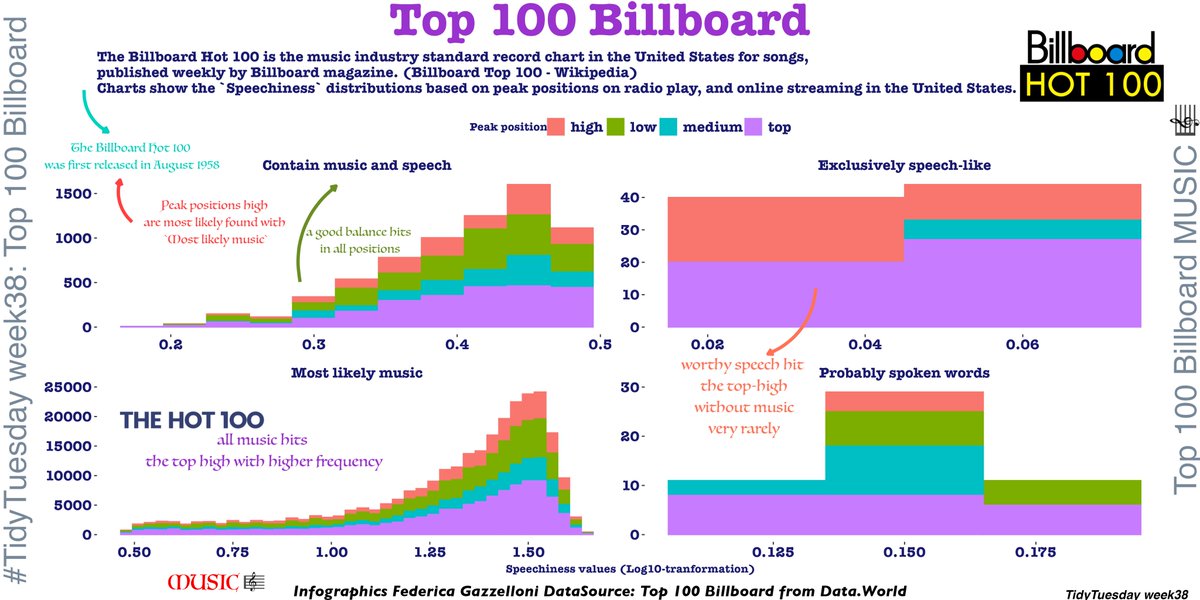 Top 100 Billboard
The Billboard Hot 100 is the music industry standard record chart in the United States for songs,
published weekly by Billboard magazine. (Billboard Top 100 - Wikipedia)
Charts show the `Speechiness` distributions based on peak positions on radio play, and online streaming in the United States.
Billboard
HOT 100
#TidyTuesday week38: Top 100 Billboard
Top 100 Billboard MUSIC
Peak position high low medium top
The Billboard Hot 100
was first released in August 1958
Peak positions high
are most likely found with
`Most likely music`
Contain music and speech
a good balance hits
in all positions
1500
1000
500
0
0.2 0.3 0.4 0.5
Exclusively speech-like
40
30
20
10
0
0.02 0.04 0.06
worthy speech hit
the top-high
without music
very rarely
Most likely music
THE HOT 100
all music hits
the top high with higher frequency
25000
20000
15000
10000
5000
0
0.50 0.75 1.00 1.25 1.50
Probably spoken words
30
20
10
0
0.125 0.150 0.175
Speechiness values (Log10-tranformation)
MUSIC
Infographics Federica Gazzelloni DataSource: Top 100 Billboard from Data.World
TidyTuesday week38